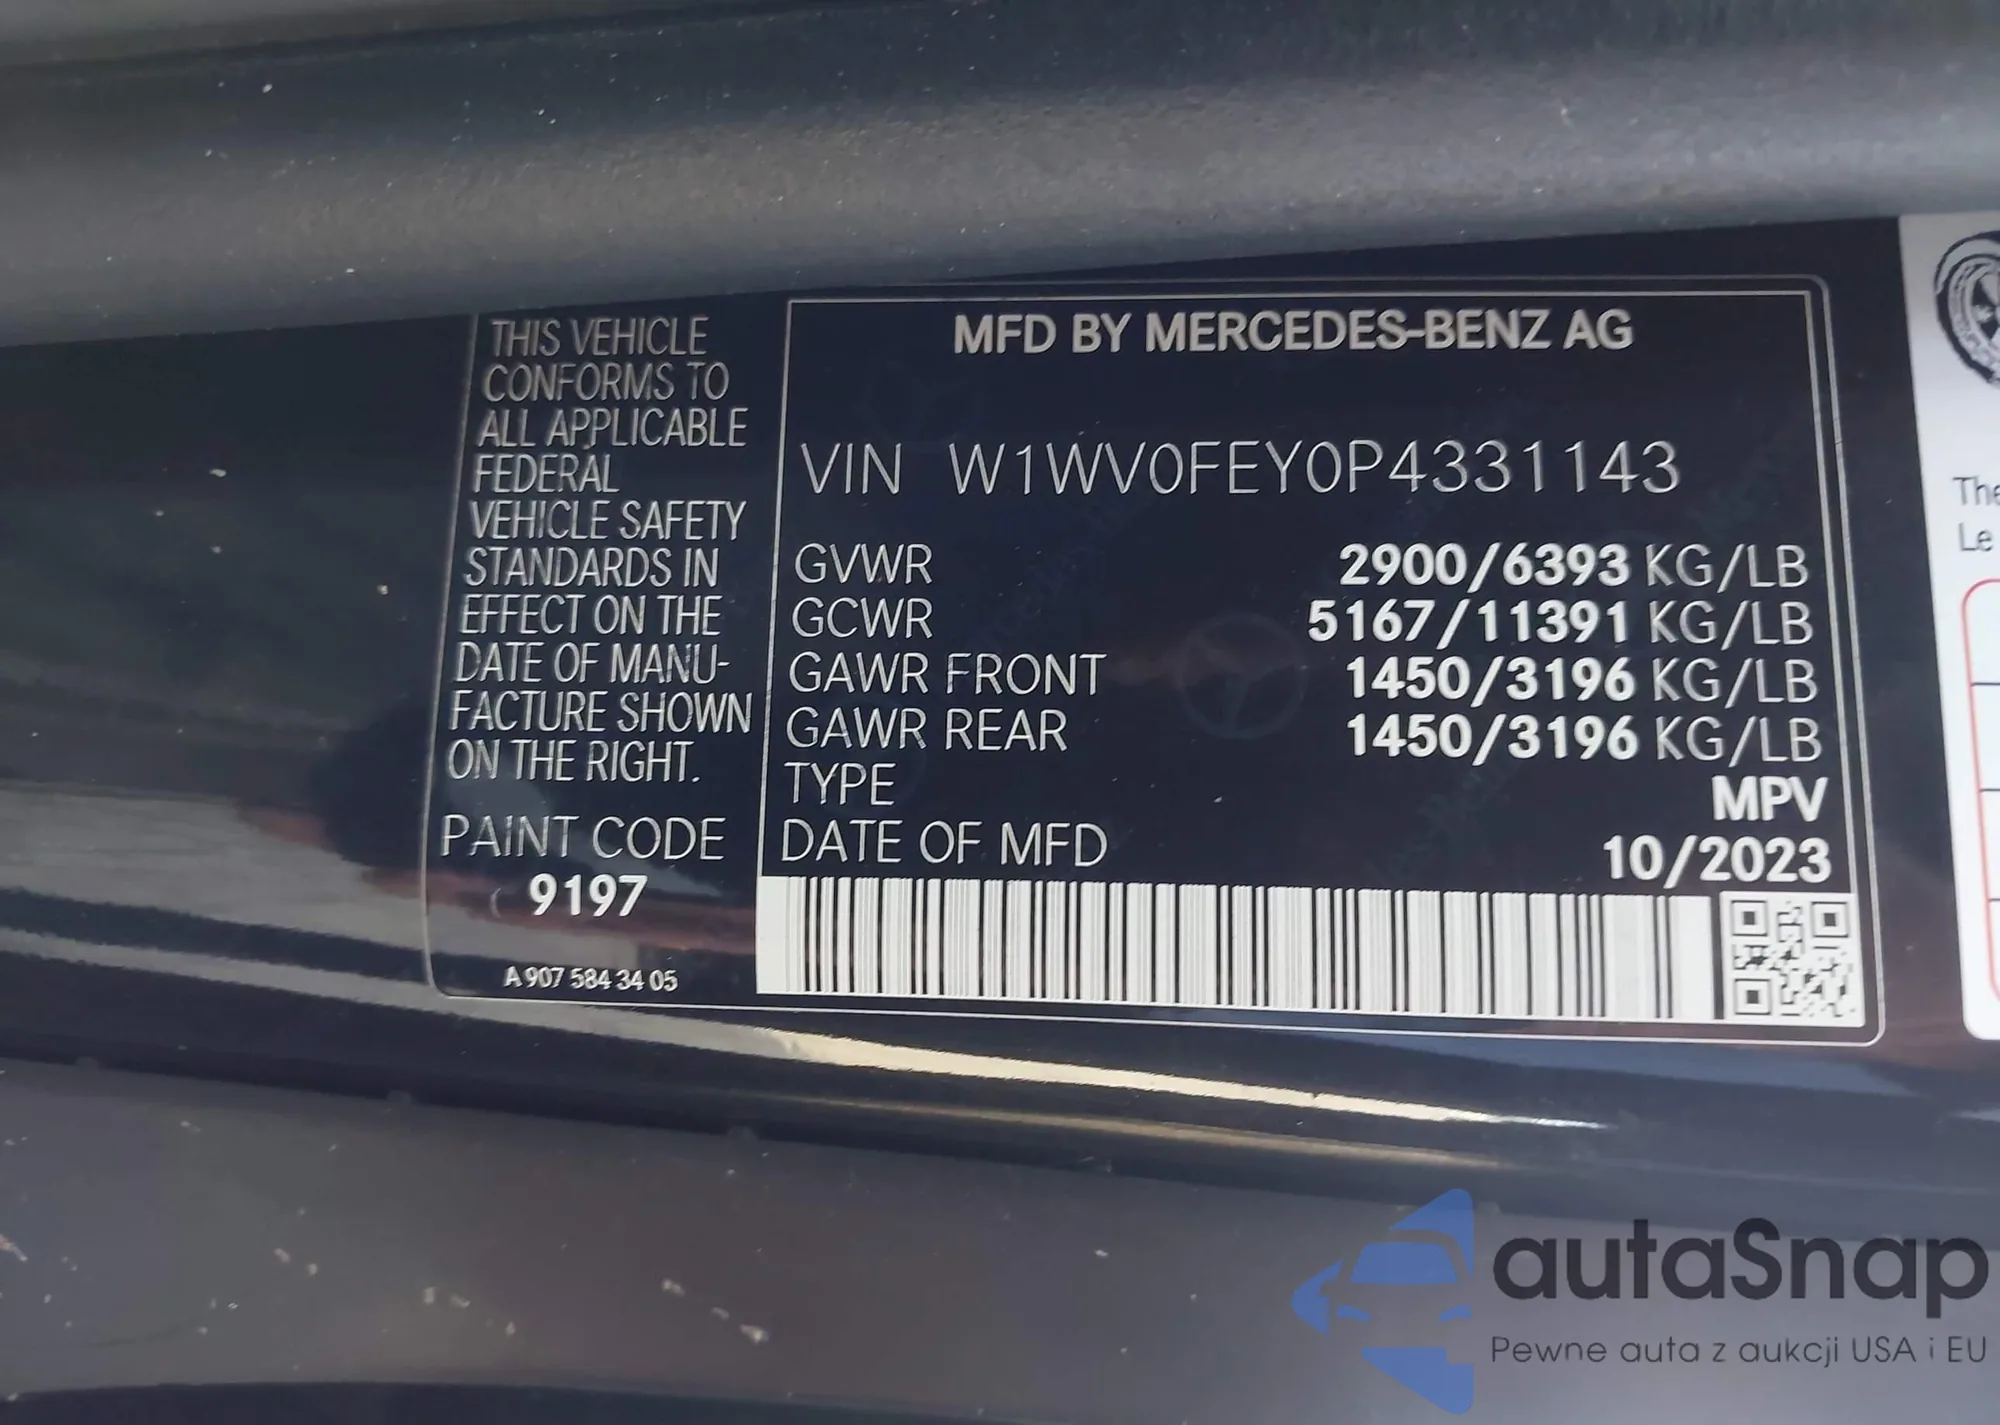 THIS VEHICLE
CONFORMS TO
ALL APPLICABLE
FEDERAL
VEHICLE SAFETY
STANDARDS IN
EFFECT ON THE
DATE OF MANU-
FACTURE SHOWN
ON THE RIGHT.
PAINT CODE
9197
A 907 584 34 05
MFD BY MERCEDES-BENZ AG
VIN W1WV0FEY0P4331143
GVWR 2900/6393 KG/LB
GCWR 5167/11391 KG/LB
GAWR FRONT 1450/3196 KG/LB
GAWR REAR 1450/3196 KG/LB
TYPE MPV
DATE OF MFD 10/2023
The
Le
autaSnap
Pewne auta z aukcji USA i EU